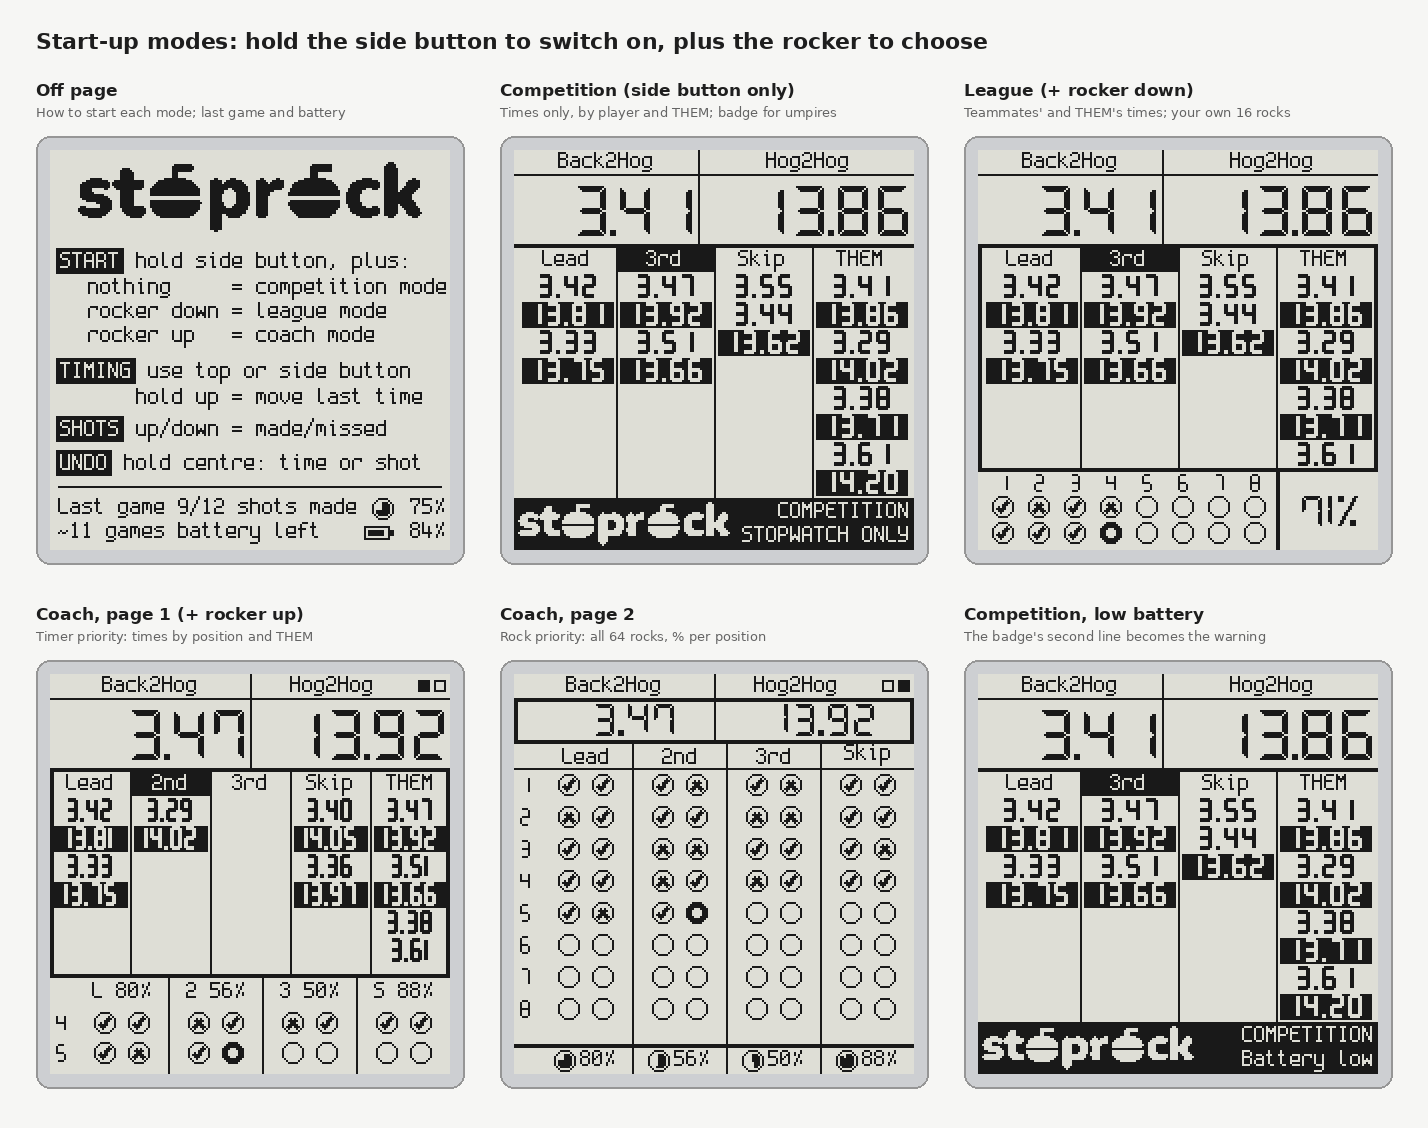 Start-up modes: hold the side button to switch on, plus the rocker to choose
Off page
How to start each mode; last game and battery
stoprock
START hold side button, plus:
nothing = competition mode
rocker down = league mode
rocker up = coach mode
TIMING use top or side button
hold up = move last time
SHOTS up/down = made/missed
UNDO hold centre: time or shot
Last game 9/12 shots made 75%
~11 games battery left 84%
Competition (side button only)
Times only, by player and THEM; badge for umpires
Back2Hog Hog2Hog
3.41 13.86
Lead 3rd Skip THEM
3.42 3.47 3.55 3.41
13.81 13.92 3.44 13.86
3.33 3.51 13.62 3.29
13.75 13.66 14.02
3.38
13.71
3.61
14.20
stoprock COMPETITION
STOPWATCH ONLY
League (+ rocker down)
Teammates' and THEM's times; your own 16 rocks
Back2Hog Hog2Hog
3.41 13.86
Lead 3rd Skip THEM
3.42 3.47 3.55 3.41
13.81 13.92 3.44 13.86
3.33 3.51 13.62 3.29
13.75 13.66 14.02
3.38
13.71
3.61
1 2 3 4 5 6 7 8
71%
Coach, page 1 (+ rocker up)
Timer priority: times by position and THEM
Back2Hog Hog2Hog
3.47 13.92
Lead 2nd 3rd Skip THEM
3.42 3.29 3.40 3.47
13.81 14.02 14.05 13.92
3.33 3.36 3.51
13.75 13.97 13.66
3.38
3.61
L 80% 2 56% 3 50% S 88%
4
5
Coach, page 2
Rock priority: all 64 rocks, % per position
Back2Hog Hog2Hog
3.47 13.92
Lead 2nd 3rd Skip
1
2
3
4
5
6
7
8
80% 56% 50% 88%
Competition, low battery
The badge's second line becomes the warning
Back2Hog Hog2Hog
3.41 13.86
Lead 3rd Skip THEM
3.42 3.47 3.55 3.41
13.81 13.92 3.44 13.86
3.33 3.51 13.62 3.29
13.75 13.66 14.02
3.38
13.71
3.61
14.20
stoprock COMPETITION
Battery low